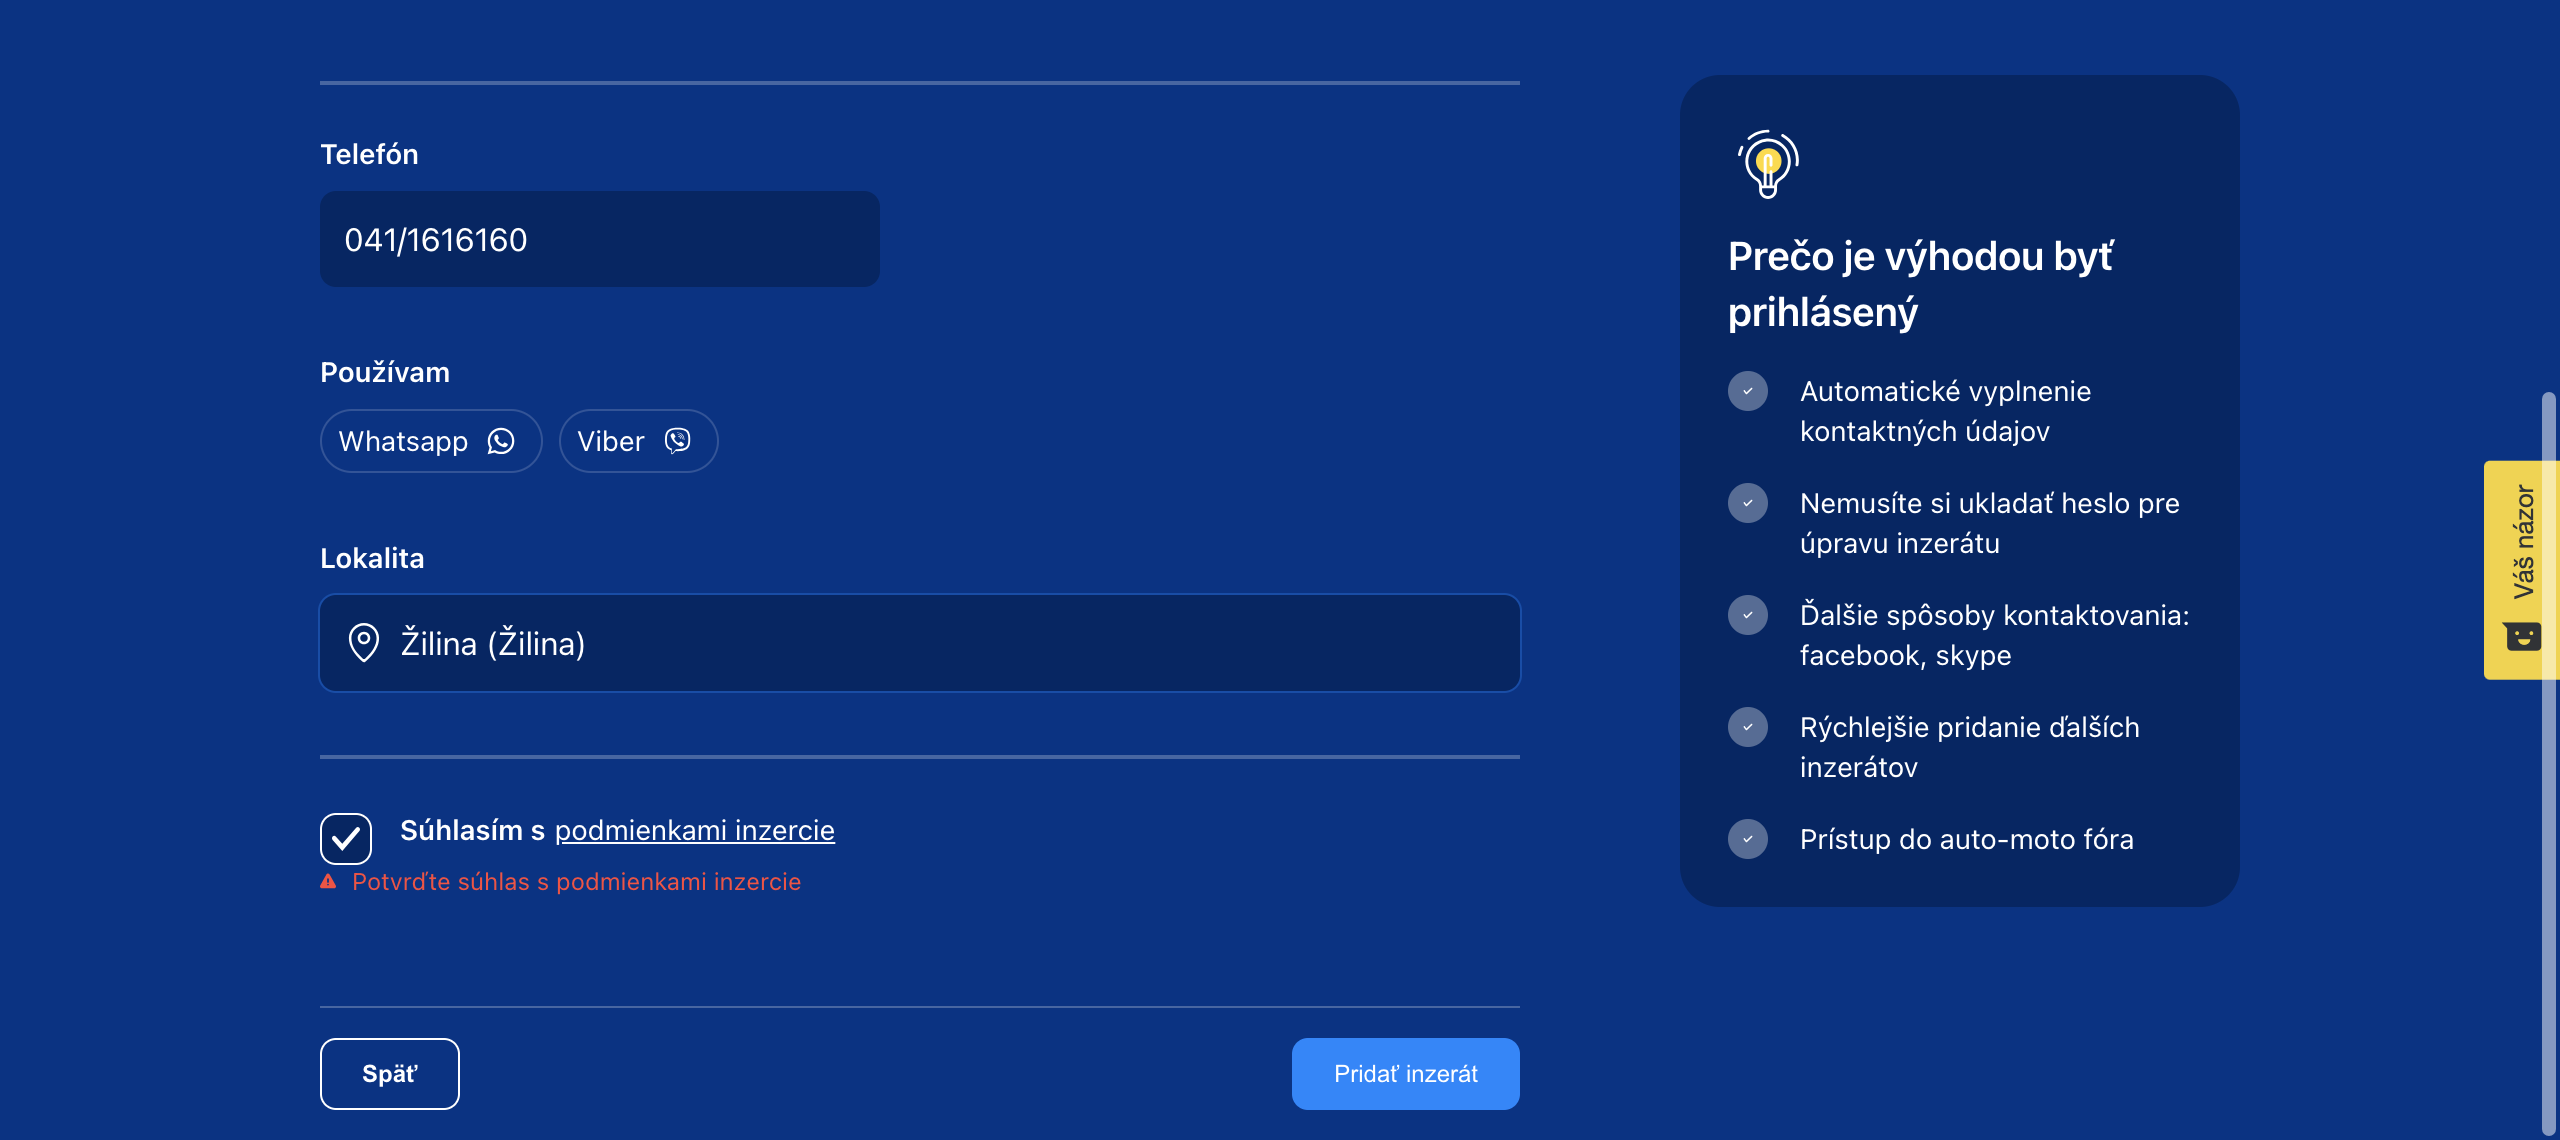 Telefón
041/1616160
Používam
Whatsapp
Viber
Lokalita
Žilina (Žilina)
Súhlasím s podmienkami inzercie
Potvrďte súhlas s podmienkami inzercie
Späť
Pridať inzerát
Prečo je výhodou byť
prihlásený
Automatické vyplnenie
kontaktných údajov
Nemusíte si ukladať heslo pre
úpravu inzerátu
Ďalšie spôsoby kontaktovania:
facebook, skype
Rýchlejšie pridanie ďalších
inzerátov
Prístup do auto-moto fóra
Váš názor